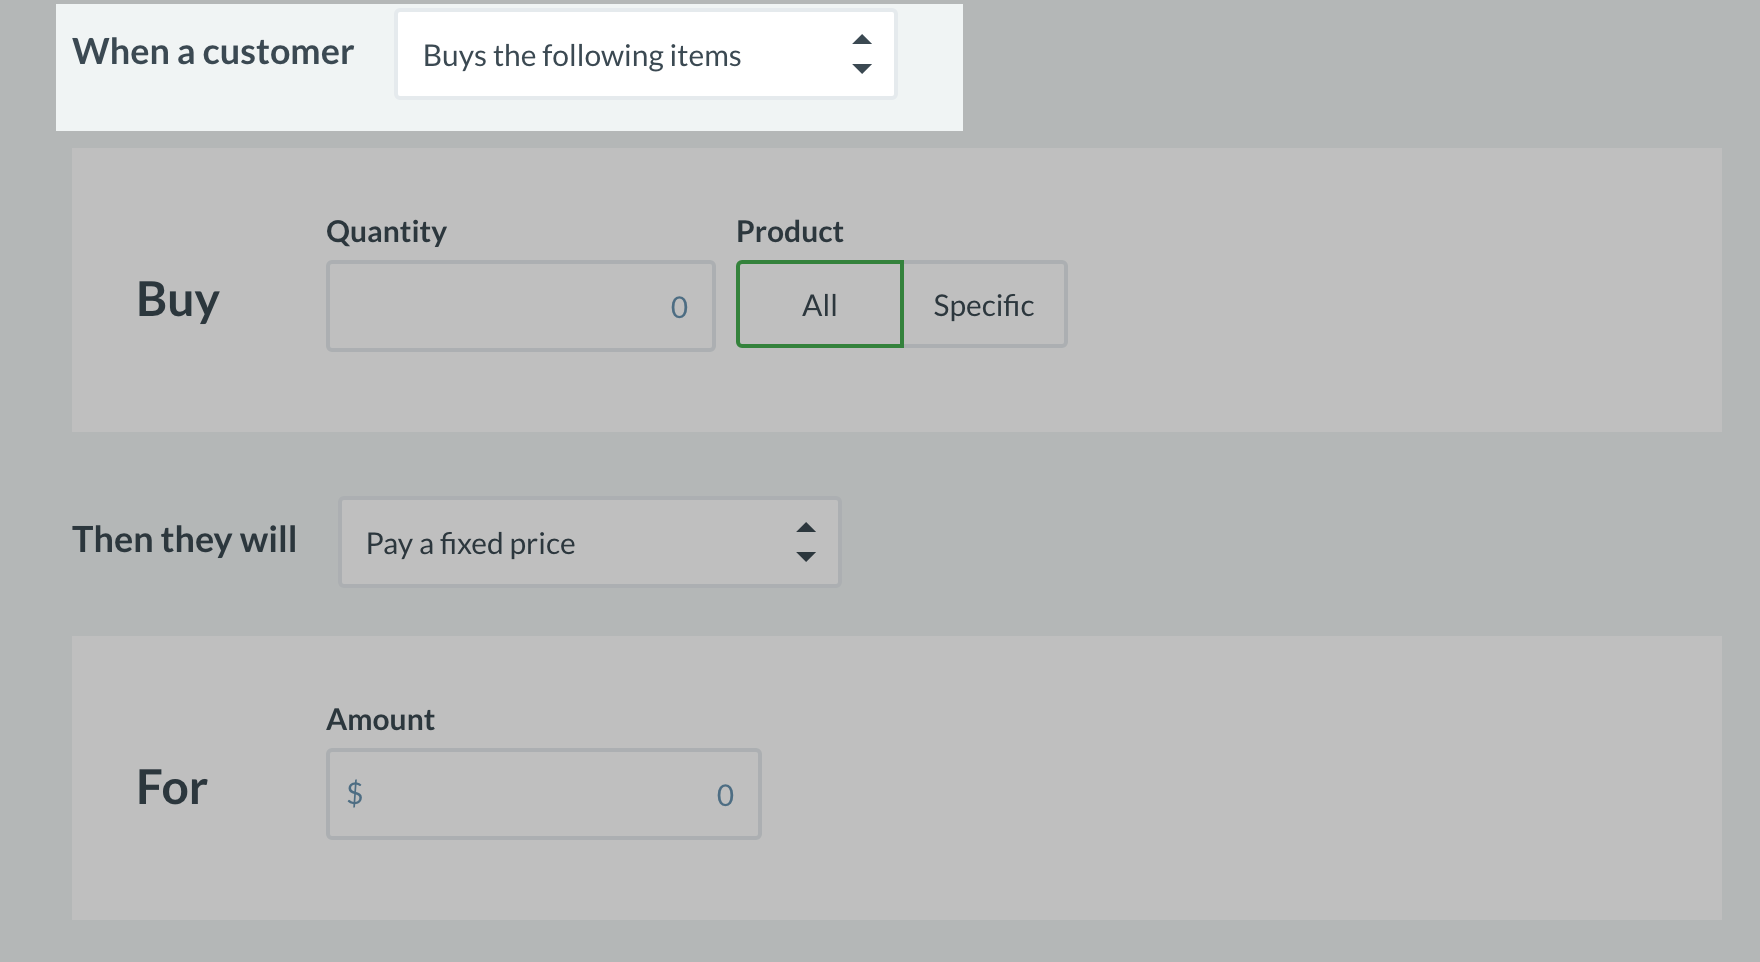 When a customer
Buys the following items
Quantity
Product
Buy
0
All
Specific
Then they will
Pay a fixed price
Amount
For
$
0